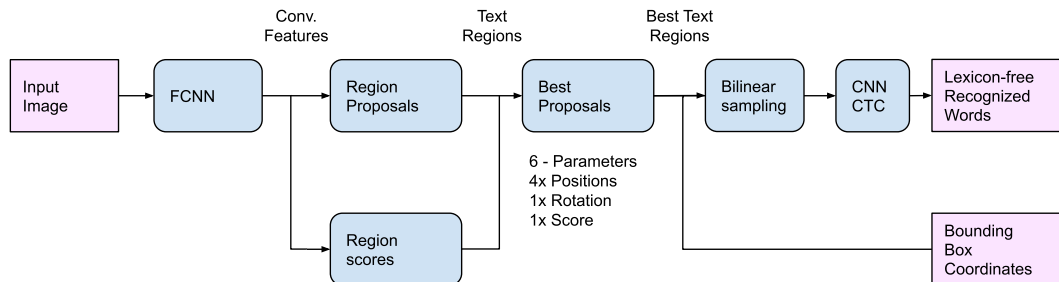 Conv.
Features
Text
Regions
Best Text
Regions
Input
Image
FCNN
Region
Proposals
Best
Proposals
Bilinear
sampling
CNN
CTC
Lexicon-free
Recognized
Words
6 - Parameters
4x Positions
1x Rotation
1x Score
Region
scores
Bounding
Box
Coordinates